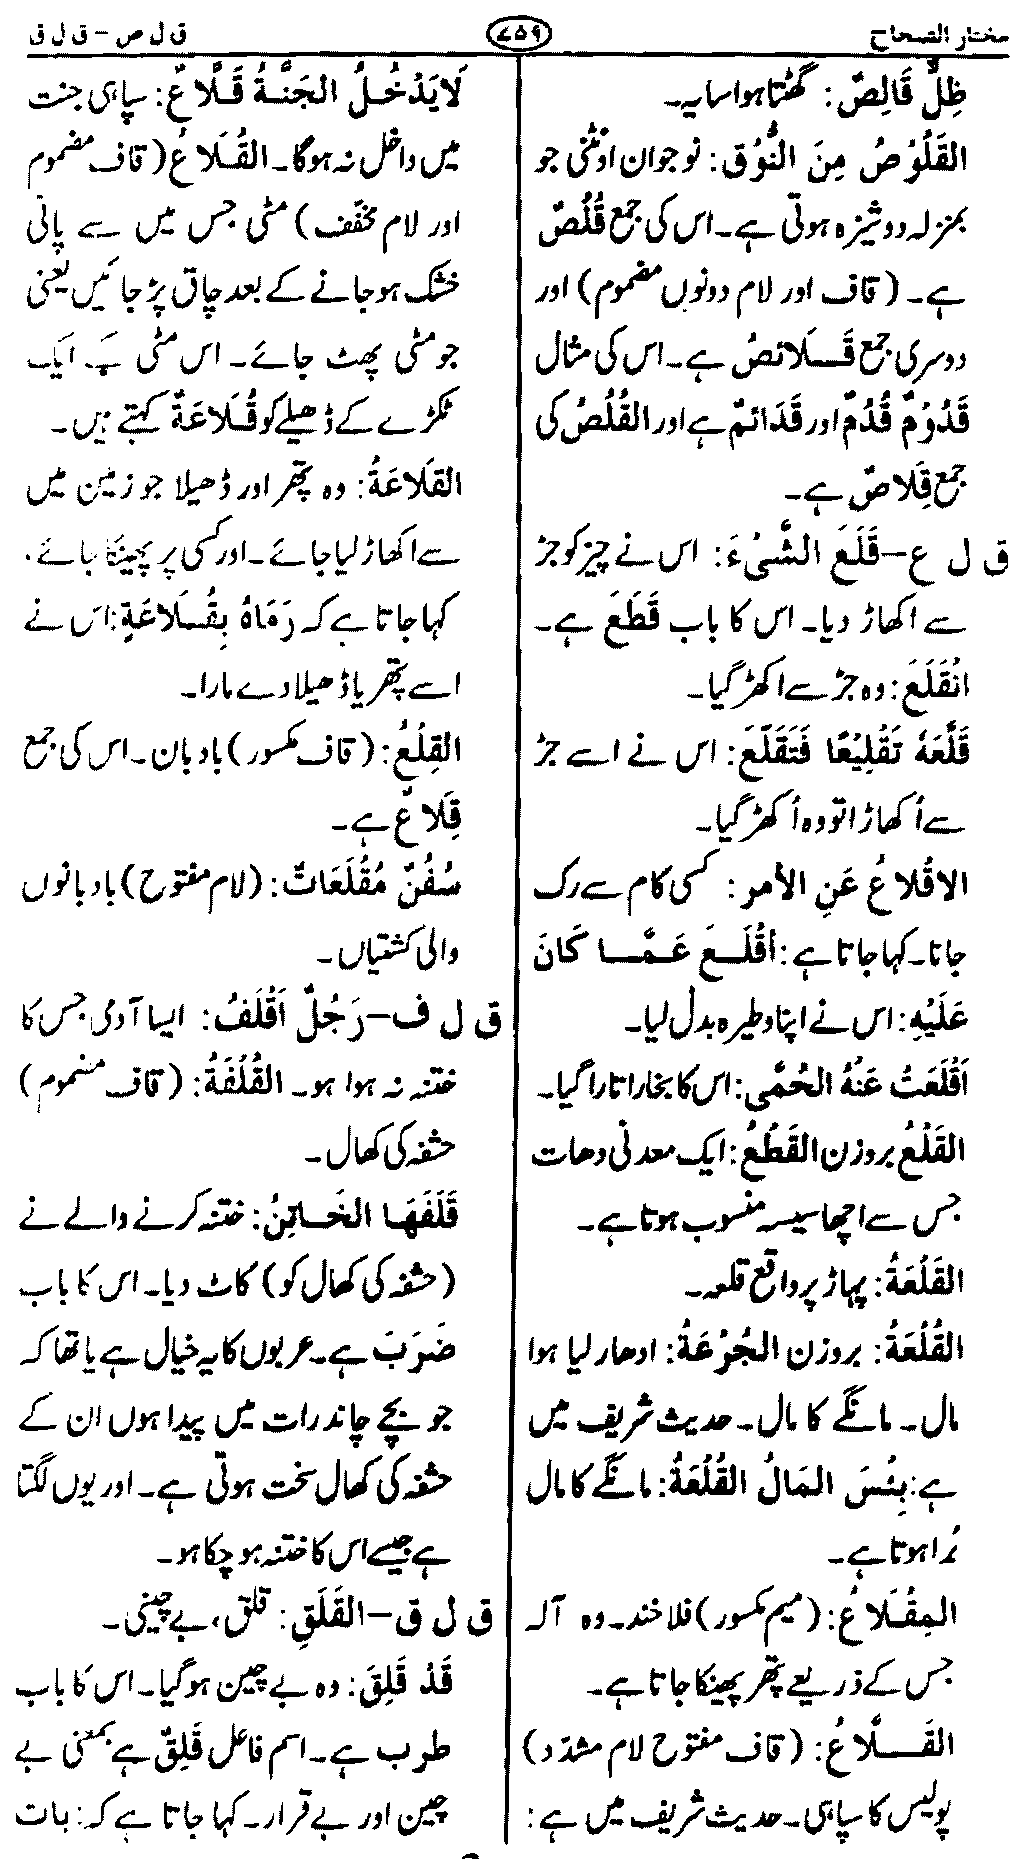 مختار الصحاح
۷۵۹
ق ل ص – ق ل ق
ظِلٌّ قَالِصٌ: گھٹتا ہوا سایہ۔
القَلُوْصُ مِنَ النُّوْق: نوجوان اونٹنی جو
بمنزلہ دوشیزہ ہوتی ہے۔ اس کی جمع قُلُصٌ
ہے۔ (قاف اور لام دونوں مضموم) اور
دوسری جمع قَلائصُ ہے۔ اس کی مثال
قَدُوْمٌ قُدُمٌ اور قَدَائمٌ ہے اور القُلُصُ کی
جمع قِلَاصٌ ہے۔
ق ل ع – قَلَعَ الشَّیْءَ: اس نے چیز کو جڑ
سے اکھاڑ دیا۔ اس کا باب قَطَعَ ہے۔
انْقَلَعَ: وہ جڑ سے اکھڑ گیا۔
قَلَّعَهُ تَقْلِیْعًا فَتَقَلَّعَ: اس نے اسے جڑ
سے اُکھاڑا تو وہ اُکھڑ گیا۔
الاقْلاعُ عَنِ الأمر: کسی کام سے رک
جانا۔ کہا جاتا ہے: أقْلَعَ عَمَّا كَانَ
عَلَيْهِ: اس نے اپنا وطیرہ بدل لیا۔
أقْلَعَتْ عَنْهُ الحُمّٰى: اس کا بخار اتارا گیا۔
القَلْعُ بروزن القَطْعُ: ایک معدنی دھات
جس سے اچھا سیسہ منسوب ہوتا ہے۔
القَلْعَةُ: پہاڑ پر واقع قلعہ۔
القُلْعَةُ: بروزن الجُرْعَةُ: ادھار لیا ہوا
مال۔ مانگے کا مال۔ حدیث شریف میں
ہے: بِئْسَ المَالُ القُلْعَةُ: مانگے کا مال
بُرا ہوتا ہے۔
المِقْلَاعُ: (میم مکسور) فلاخند۔ وہ آلہ
جس کے ذریعے پتھر پھینکا جاتا ہے۔
القَلَّاعُ: (قاف مفتوح لام مشدّد)
پولیس کا سپاہی۔ حدیث شریف میں ہے:
لَا يَدْخُلُ الجَنَّةُ قَلَّاعٌ: سپاہی جنت
میں داخل نہ ہوگا۔ القُلَاعُ (قاف مضموم
اور لام مخفّف) مٹی جس میں سے پانی
خشک ہو جانے کے بعد چاق پڑ جائیں یعنی
جو مٹی پھٹ جائے۔ اس مٹی کے ایک
ٹکڑے کے ڈھیلے کو قُلَاعَةٌ کہتے ہیں۔
القَلَاعَةُ: وہ پتھر اور ڈھیلا جو زمین میں
سے اکھاڑ لیا جائے۔ اور کسی پر پھینکا جائے،
کہا جاتا ہے کہ رَمَاهُ بِقُلَاعَةٍ: اس نے
اسے پتھر یا ڈھیلا دے مارا۔
القِلْعُ: (قاف مکسور) بادبان۔ اس کی جمع
قِلَاعٌ ہے۔
سُفُنٌ مُقْلَعَاتٌ: (لام مفتوح) بادبانوں
والی کشتیاں۔
ق ل ف – رَجُلٌ أقْلَفُ: ایسا آدمی جس کا
ختنہ نہ ہوا ہو۔ القُلْفَةُ: (قاف مضموم)
حشفہ کی کھال۔
قَلَفَهَا الخَاتِنُ: ختنہ کرنے والے نے
(حشفہ کی کھال کو) کاٹ دیا۔ اس کا باب
ضَرَبَ ہے۔ عربوں کا یہ خیال ہے یا تھا کہ
جو بچے چاند رات میں پیدا ہوں ان کے
حشفہ کی کھال سخت ہوتی ہے۔ اور یوں لگتا
ہے جیسے اس کا ختنہ ہو چکا ہو۔
ق ل ق – القَلَقِ: قلق، بے چینی۔
قَدْ قَلِقَ: وہ بے چین ہوگیا۔ اس کا باب
طرب ہے۔ اسم فاعل قَلِقٌ ہے بمعنی بے
چین اور بے قرار۔ کہا جاتا ہے کہ: بات